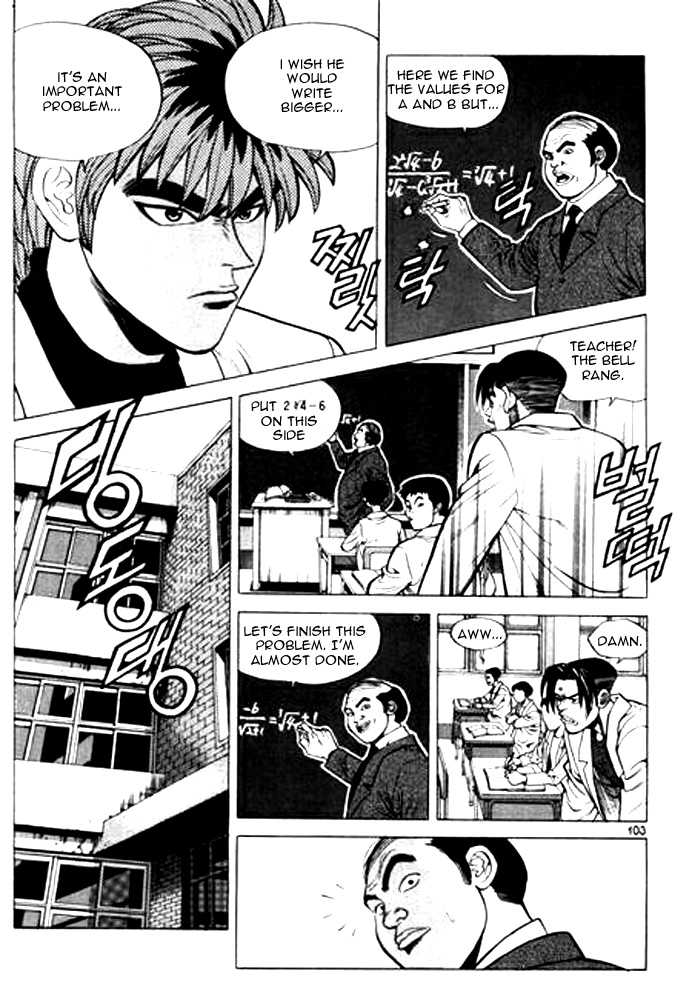 IT'S AN
IMPORTANT
PROBLEM...
I WISH HE
WOULD
WRITE
BIGGER...
찌릿
HERE WE FIND
THE VALUES FOR
A AND B BUT...
탁
탁
딩
동
댕
PUT 2∛4-6
ON THIS
SIDE
TEACHER!
THE BELL
RANG.
벌떡
LET'S FINISH THIS
PROBLEM. I'M
ALMOST DONE.
AWW...
DAMN.
103